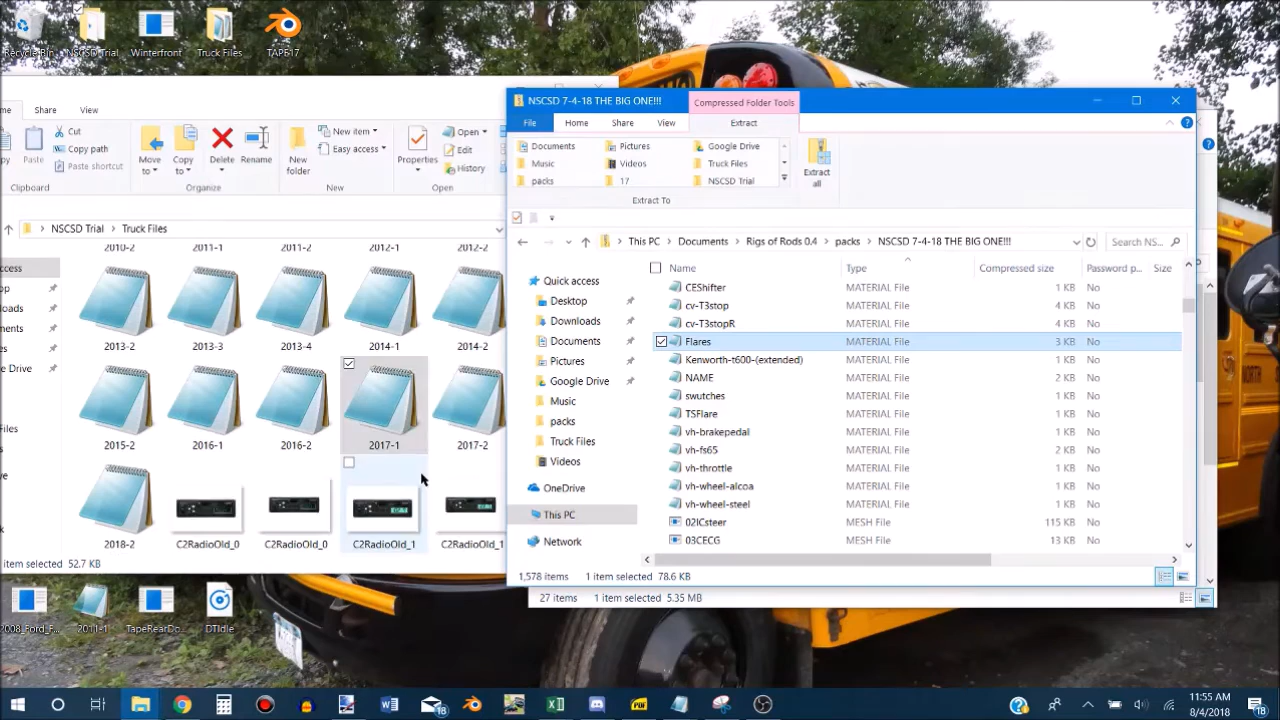 Recycle Bin
NSCSD Trial
Winterfront
Truck Files
TAPE17
Share
View
Cut
Copy path
Paste shortcut
Paste
Clipboard
Move to
Copy to
Delete
Rename
Organize
New folder
New item
Easy access
New
Properties
Open
Edit
History
Open
NSCSD Trial
Truck Files
2010-2
2011-1
2011-2
2012-1
2012-2
2013-2
2013-3
2013-4
2014-1
2014-2
2015-2
2016-1
2016-2
2017-1
2017-2
2018-2
C2RadioOld_0
C2RadioOld_0
C2RadioOld_1
C2RadioOld_1
item selected 52.7 KB
2008_Ford_F...
2011-1
TapeRearDo...
DTIdle
NSCSD 7-4-18 THE BIG ONE!!!
Compressed Folder Tools
File
Home
Share
View
Extract
Documents
Pictures
Google Drive
Music
Videos
Truck Files
packs
17
NSCSD Trial
Extract To
Extract all
This PC
Documents
Rigs of Rods 0.4
packs
NSCSD 7-4-18 THE BIG ONE!!!
Search NS...
Quick access
Desktop
Downloads
Documents
Pictures
Google Drive
Music
packs
Truck Files
Videos
OneDrive
This PC
Network
Name Type Compressed size Password p... Size
CEShifter MATERIAL File 1 KB No
cv-T3stop MATERIAL File 4 KB No
cv-T3stopR MATERIAL File 4 KB No
Flares MATERIAL File 3 KB No
Kenworth-t600-(extended) MATERIAL File 1 KB No
NAME MATERIAL File 2 KB No
swutches MATERIAL File 1 KB No
TSFlare MATERIAL File 1 KB No
vh-brakepedal MATERIAL File 1 KB No
vh-fs65 MATERIAL File 2 KB No
vh-throttle MATERIAL File 1 KB No
vh-wheel-alcoa MATERIAL File 1 KB No
vh-wheel-steel MATERIAL File 1 KB No
02ICsteer MESH File 115 KB No
03CECG MESH File 13 KB No
1,578 items 1 item selected 78.6 KB
27 items 1 item selected 5.35 MB
NORTH
18
11:55 AM
8/4/2018
18